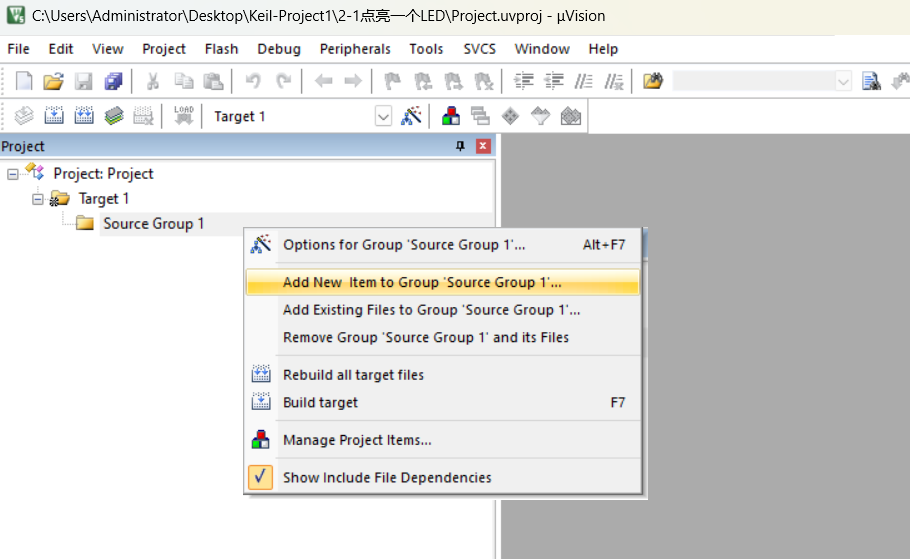 C:\Users\Administrator\Desktop\Keil-Project1\2-1点亮一个LED\Project.uvproj - µVision
File Edit View Project Flash Debug Peripherals Tools SVCS Window Help
LOAD Target 1
Project
Project: Project
Target 1
Source Group 1
Options for Group 'Source Group 1'... Alt+F7
Add New Item to Group 'Source Group 1'...
Add Existing Files to Group 'Source Group 1'...
Remove Group 'Source Group 1' and its Files
Rebuild all target files
Build target F7
Manage Project Items...
Show Include File Dependencies